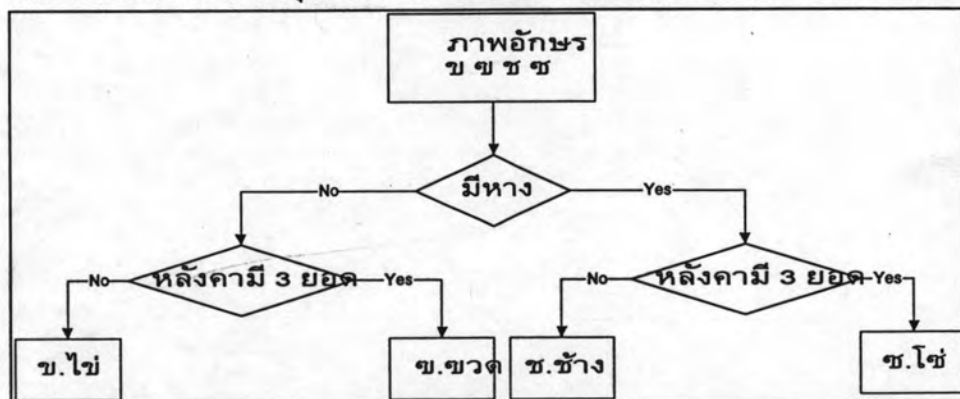 ภาพอักษร
ข ฃ ช ซ
มีหาง
No
Yes
หลังคามี 3 ยอด
No
Yes
หลังคามี 3 ยอด
No
Yes
ข.ไข่
ฃ.ขวด
ช.ช้าง
ซ.โซ่